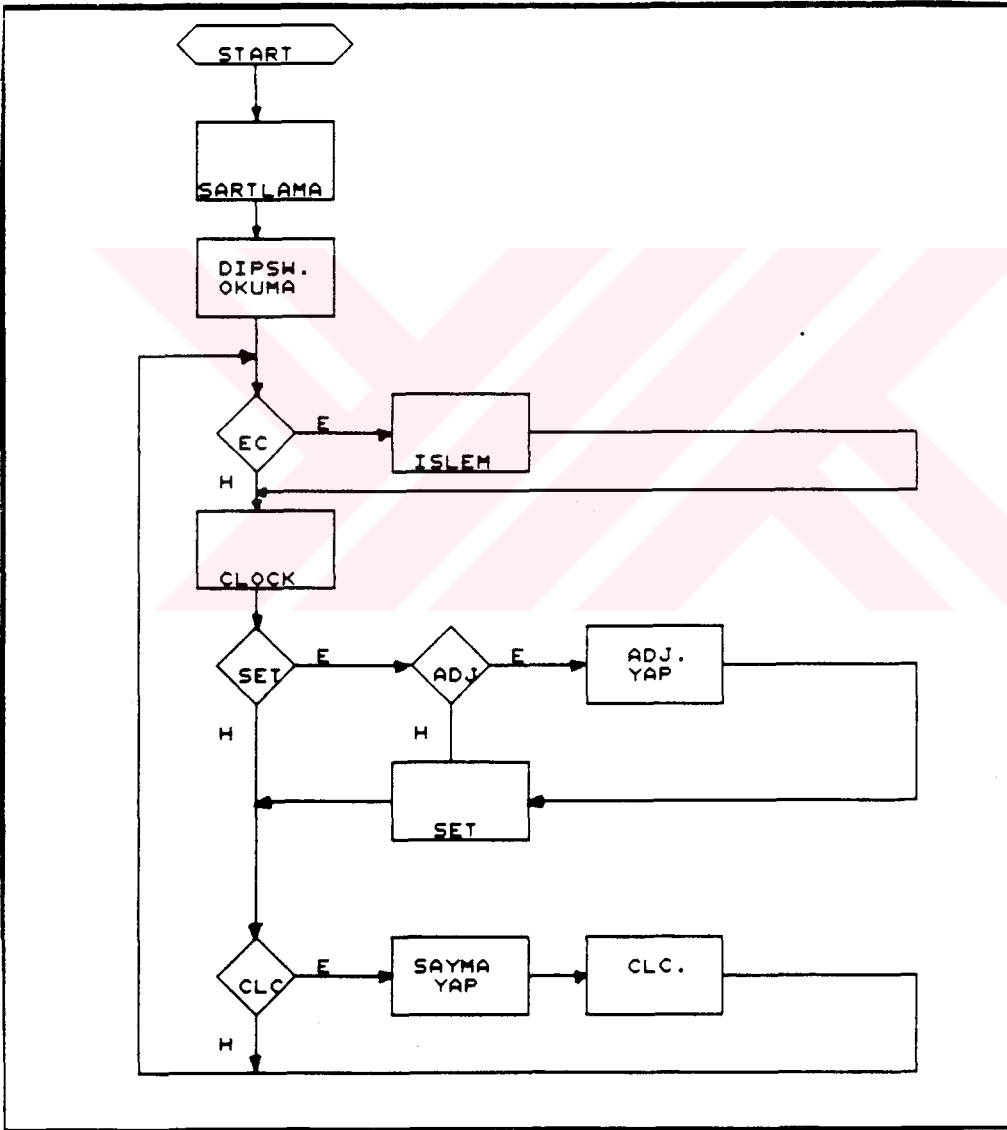 START
SARTLAMA
DIPSW.
OKUMA
EC
E
ISLEM
H
CLOCK
SET
E
ADJ
E
ADJ.
YAP
H
H
SET
CLC
E
SAYMA
YAP
CLC.
H